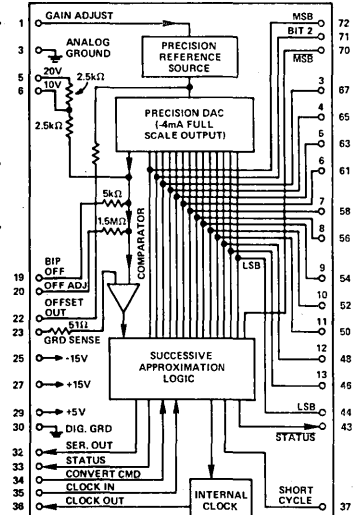 1 GAIN ADJUST
3 ANALOG GROUND
5 20V 2.5kΩ
6 10V
2.5kΩ
PRECISION
REFERENCE
SOURCE
PRECISION DAC
(-4mA FULL
SCALE OUTPUT)
MSB 72
BIT 2 71
MSB 70
3 67
4 65
5 63
6 61
7 58
8 56
9 54
10 52
11 50
12 48
13 46
LSB 44
STATUS 43
LSB
5kΩ
1.5MΩ
COMPARATOR
19 BIP OFF
20 OFF ADJ
22 OFFSET OUT
23 51Ω
GRD SENSE
25 -15V
27 +15V
29 +5V
30 DIG. GRD
SUCCESSIVE
APPROXIMATION
LOGIC
32 SER. OUT
33 STATUS
34 CONVERT CMD
35 CLOCK IN
36 CLOCK OUT
INTERNAL
CLOCK
SHORT
CYCLE 37